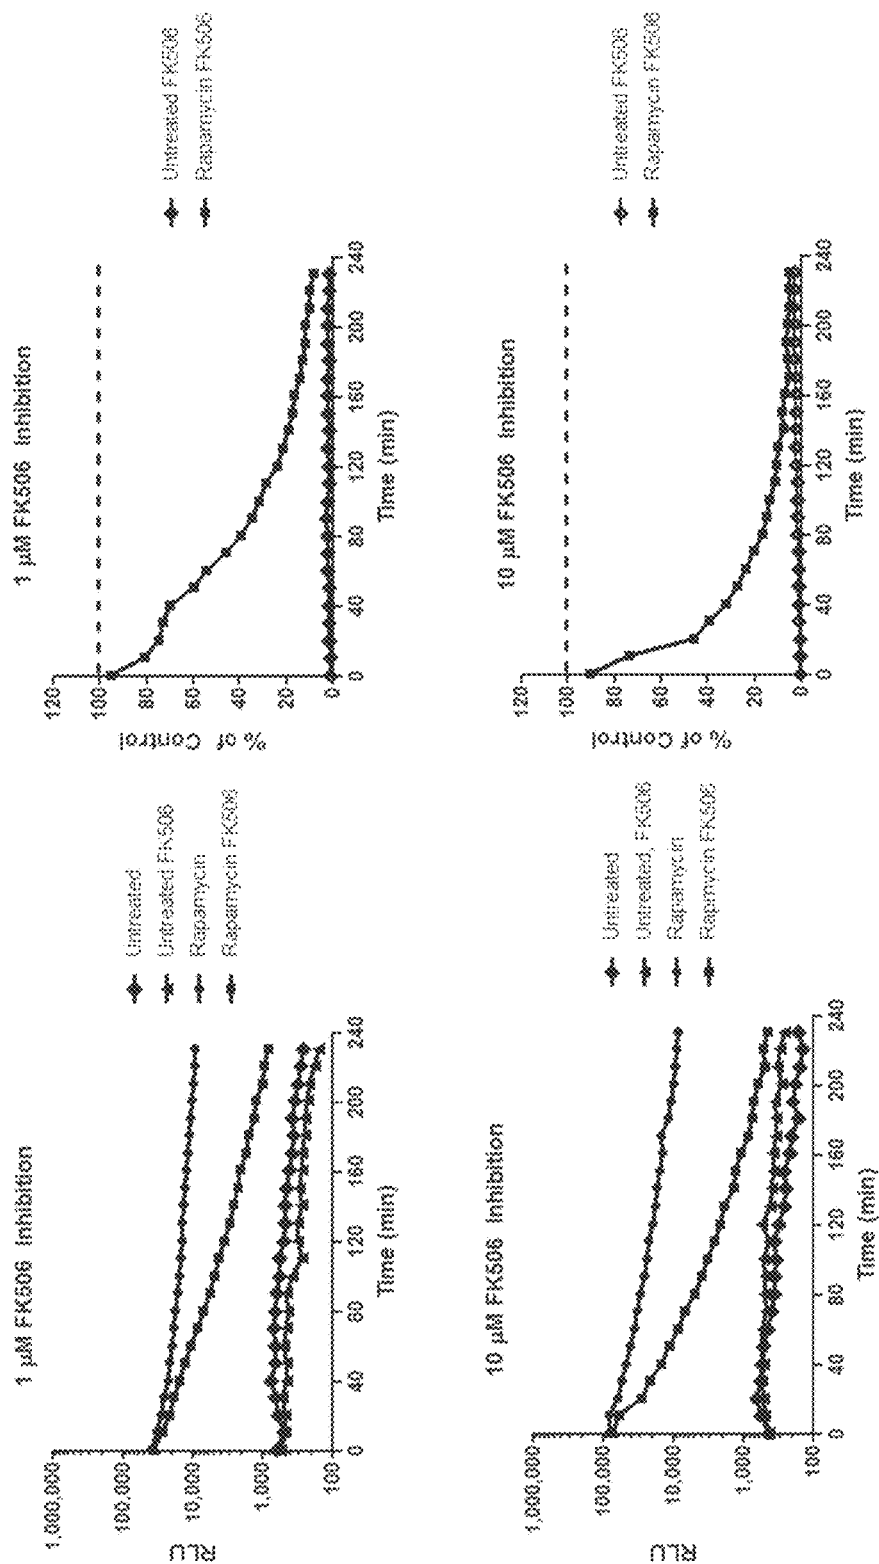 1 µM FK506 Inhibition
RLU
1,000,000
100,000
10,000
1,000
100
0
40
80
120
160
200
240
Time (min)
Untreated
Untreated FK506
Rapamycin
Rapamycin FK506
1 µM FK506 Inhibition
% of Control
120
100
80
60
40
20
0
0
40
80
120
160
200
240
Time (min)
Untreated FK506
Rapamycin FK506
10 µM FK506 Inhibition
RLU
1,000,000
100,000
10,000
1,000
100
0
40
80
120
160
200
240
Time (min)
Untreated
Untreated, FK506
Rapamycin
Rapmycin FK506
10 µM FK506 Inhibition
% of Control
120
100
80
60
40
20
0
0
40
80
120
160
200
240
Time (min)
Untreated FK506
Rapamycin FK506